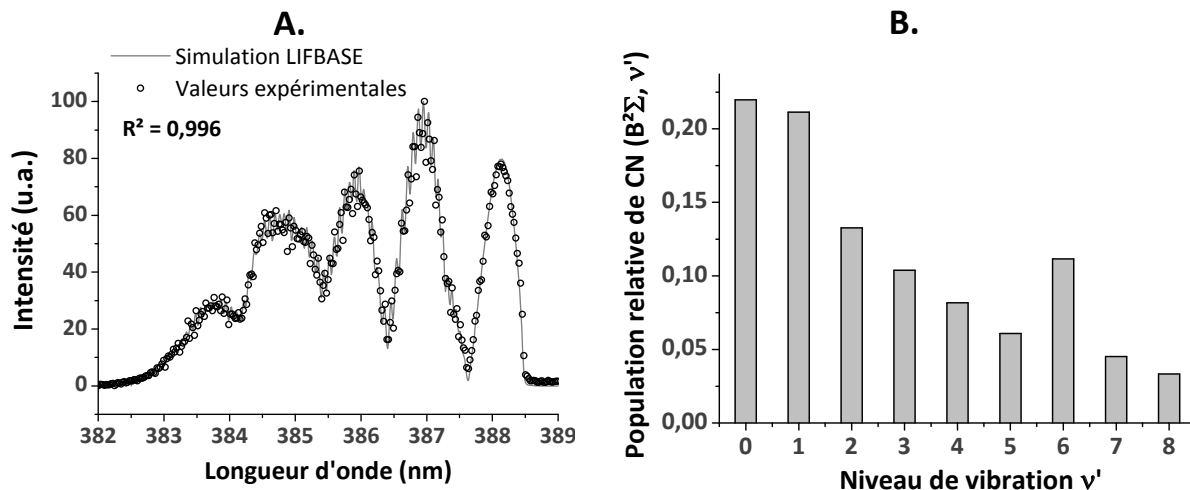 A.
Simulation LIFBASE
Valeurs expérimentales
R² = 0,996
Intensité (u.a.)
100
80
60
40
20
0
382 383 384 385 386 387 388 389
Longueur d'onde (nm)
B.
Population relative de CN (B²Σ, ν')
0,20
0,15
0,10
0,05
0,00
0 1 2 3 4 5 6 7 8
Niveau de vibration ν'